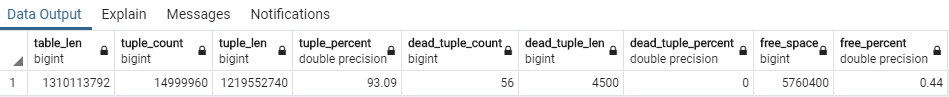 Data Output Explain Messages Notifications
table_len tuple_count tuple_len tuple_percent dead_tuple_count dead_tuple_len dead_tuple_percent free_space free_percent
bigint bigint bigint double precision bigint bigint double precision bigint double precision
1 1310113792 14999960 1219552740 93.09 56 4500 0 5760400 0.44